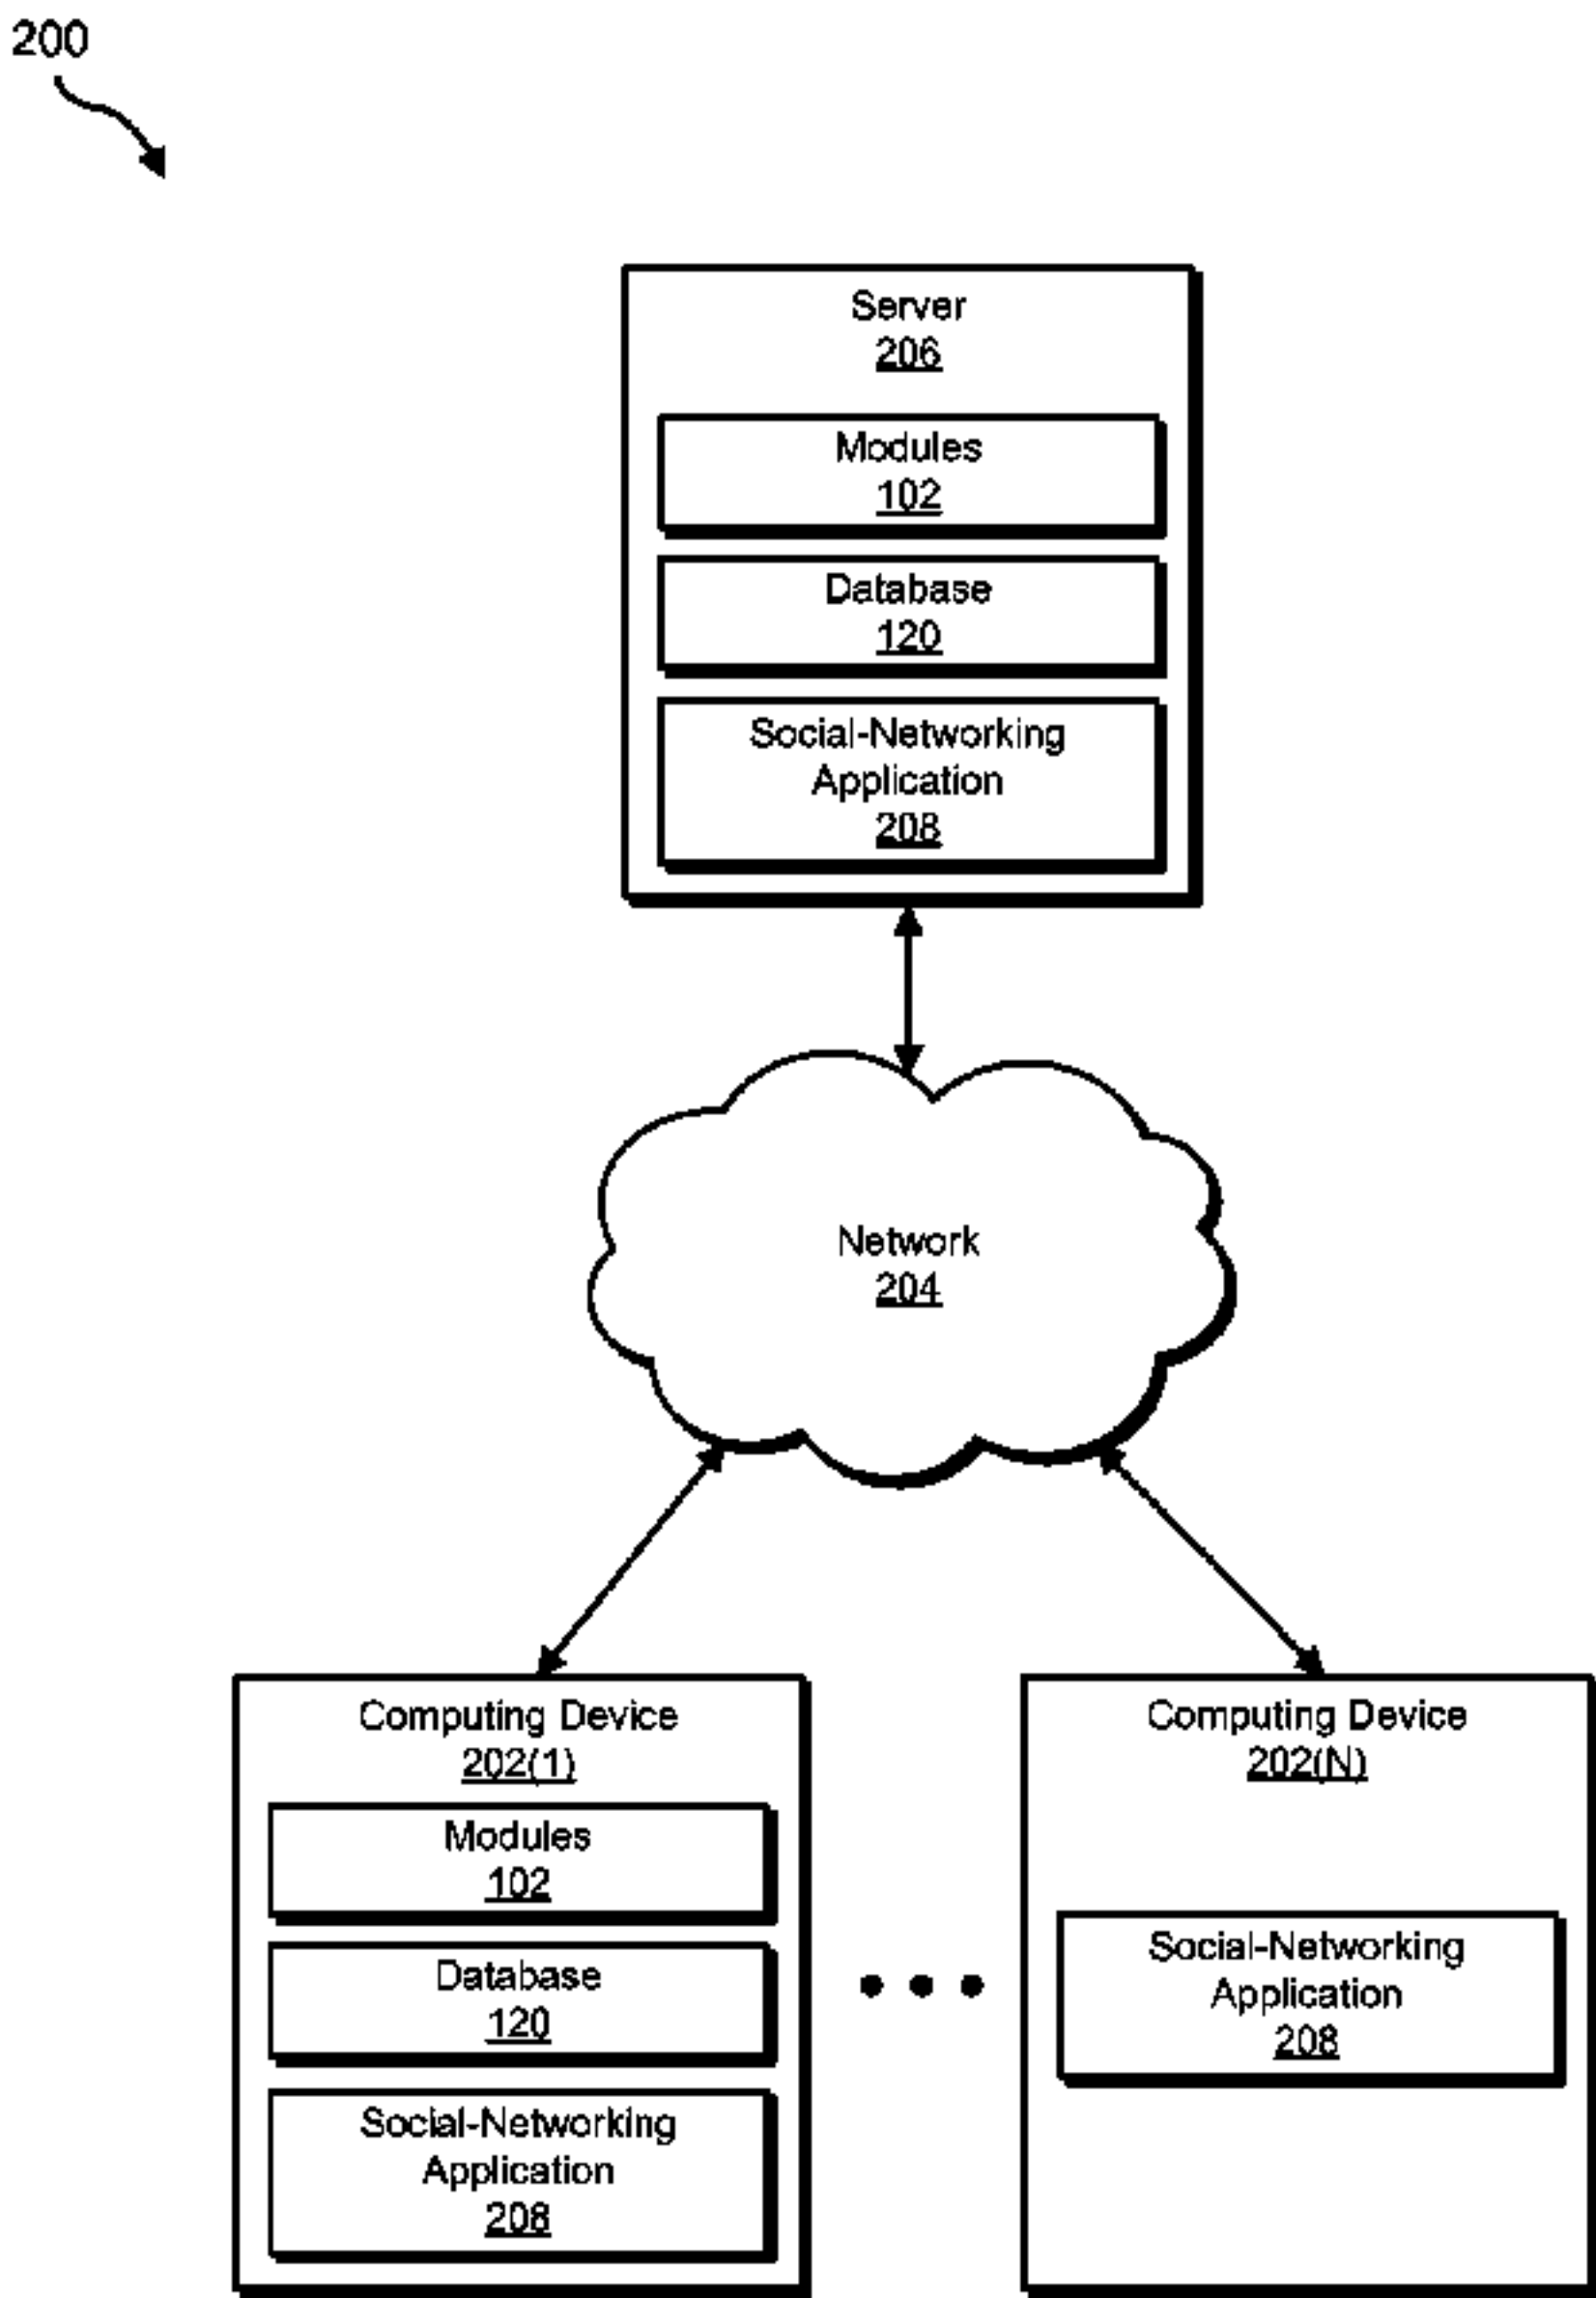 200
Server
206
Modules
102
Database
120
Social-Networking
Application
208
Network
204
Computing Device
202(1)
Modules
102
Database
120
Social-Networking
Application
208
Computing Device
202(N)
Social-Networking
Application
208